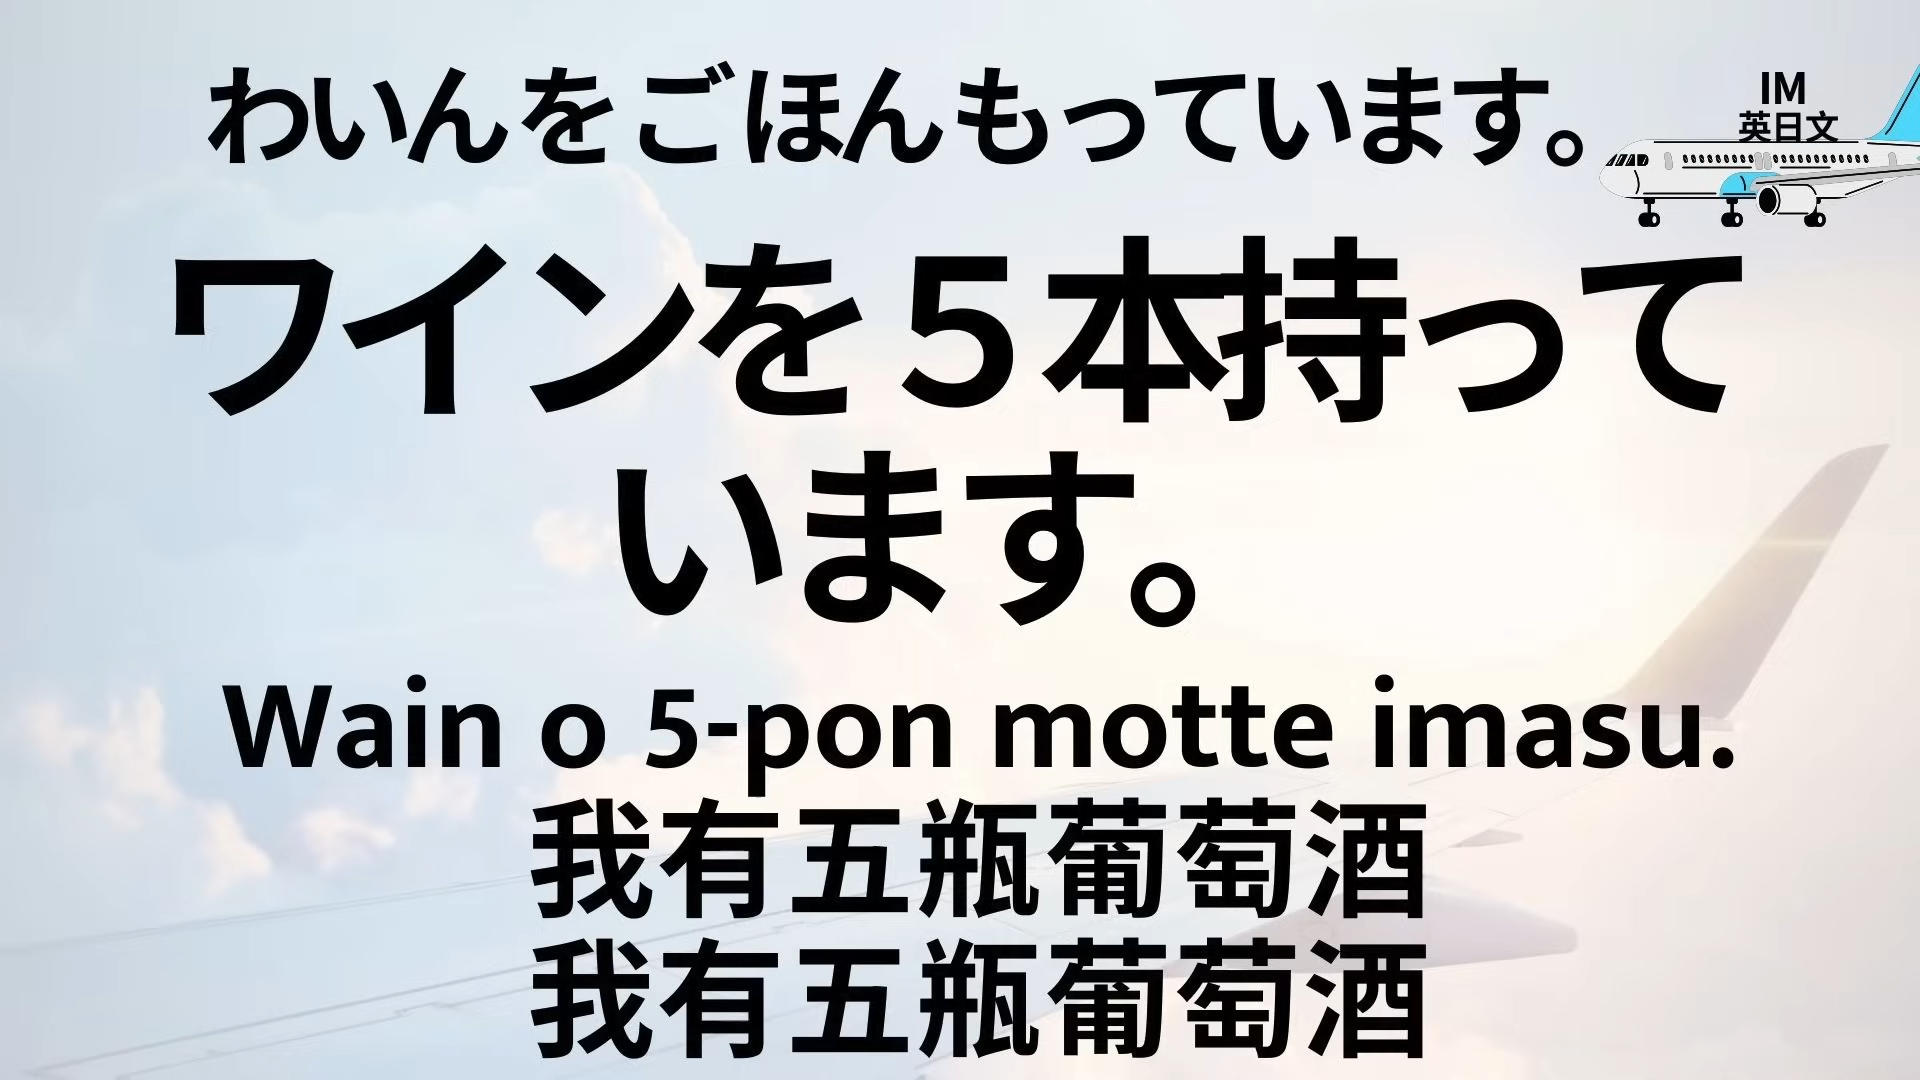 わいんをごほんもっています。
IM
英日文
ワインを５本持って
います。
Wain o 5-pon motte imasu.
我有五瓶葡萄酒
我有五瓶葡萄酒